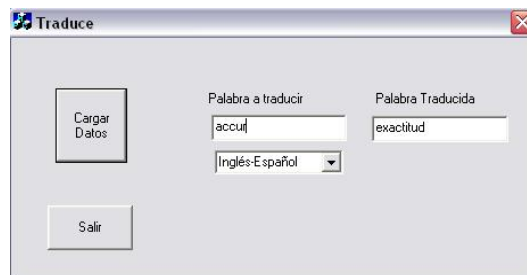 Traduce
Palabra a traducir
Palabra Traducida
Cargar
Datos
accur
exactitud
Inglés-Español
Salir